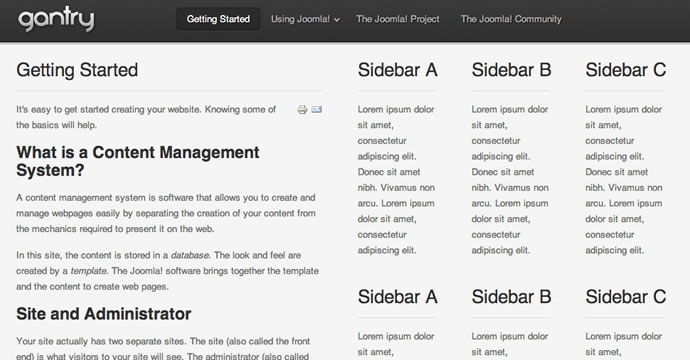 gantry
Getting Started
Using Joomla!
The Joomla! Project
The Joomla! Community
Getting Started
It's easy to get started creating your website. Knowing some of
the basics will help.
What is a Content Management
System?
A content management system is software that allows you to create and
manage webpages easily by separating the creation of your content from
the mechanics required to present it on the web.
In this site, the content is stored in a database. The look and feel are
created by a template. The Joomla! software brings together the template
and the content to create web pages.
Site and Administrator
Your site actually has two separate sites. The site (also called the front
end) is what visitors to your site will see. The administrator (also called
Sidebar A
Lorem ipsum dolor
sit amet,
consectetur
adipiscing elit.
Donec sit amet
nibh. Vivamus non
arcu. Lorem ipsum
dolor sit amet,
consectetur
adipiscing elit.
Sidebar A
Lorem ipsum dolor
Sidebar B
Lorem ipsum dolor
sit amet,
consectetur
adipiscing elit.
Donec sit amet
nibh. Vivamus non
arcu. Lorem ipsum
dolor sit amet,
consectetur
adipiscing elit.
Sidebar B
Lorem ipsum dolor
Sidebar C
Lorem ipsum dolor
sit amet,
consectetur
adipiscing elit.
Donec sit amet
nibh. Vivamus non
arcu. Lorem ipsum
dolor sit amet,
consectetur
adipiscing elit.
Sidebar C
Lorem ipsum dolor